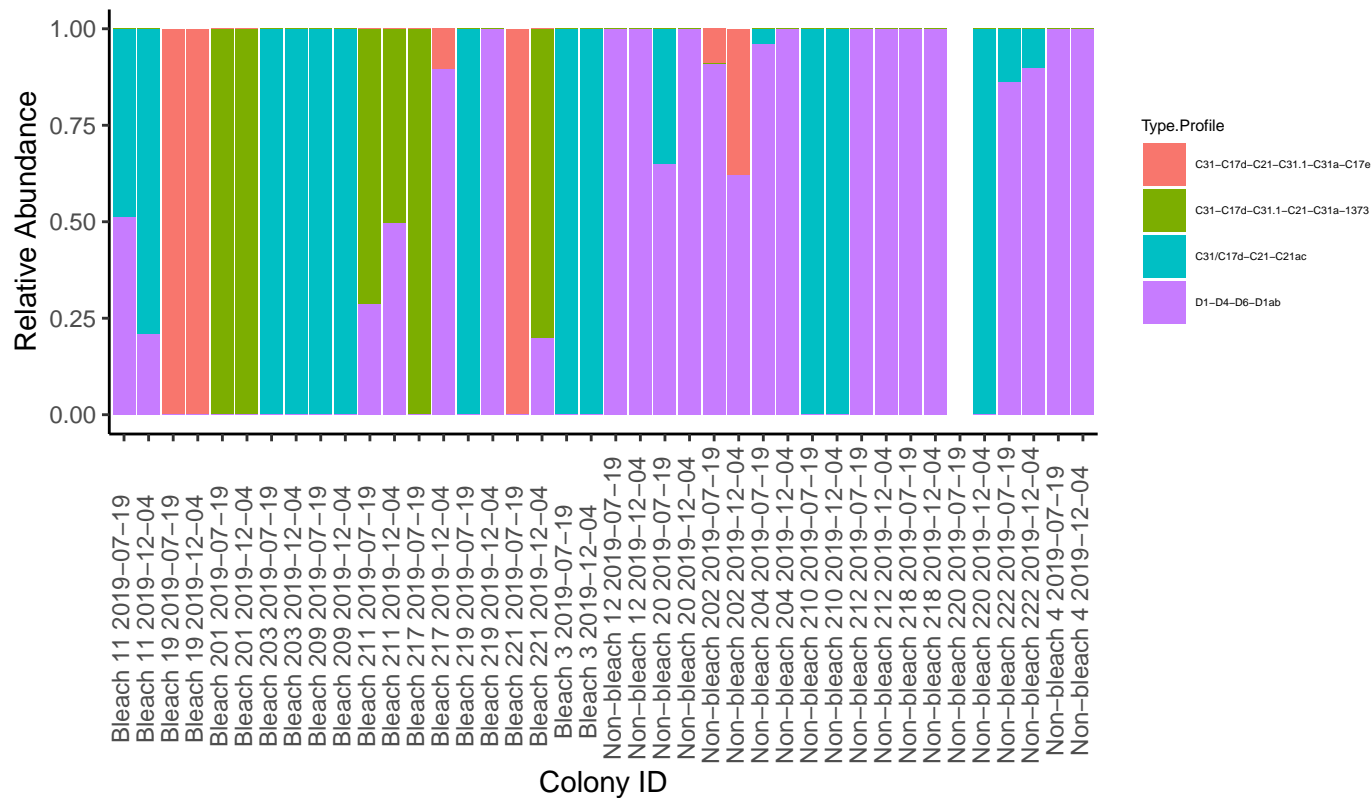 1.00
0.75
0.50
0.25
0.00
Relative Abundance
Bleach 11 2019−07−19
Bleach 11 2019−12−04
Bleach 19 2019−07−19
Bleach 19 2019−12−04
Bleach 201 2019−07−19
Bleach 201 2019−12−04
Bleach 203 2019−07−19
Bleach 203 2019−12−04
Bleach 209 2019−07−19
Bleach 209 2019−12−04
Bleach 211 2019−07−19
Bleach 211 2019−12−04
Bleach 217 2019−07−19
Bleach 217 2019−12−04
Bleach 219 2019−07−19
Bleach 219 2019−12−04
Bleach 221 2019−07−19
Bleach 221 2019−12−04
Bleach 3 2019−07−19
Bleach 3 2019−12−04
Non−bleach 12 2019−07−19
Non−bleach 12 2019−12−04
Non−bleach 20 2019−07−19
Non−bleach 20 2019−12−04
Non−bleach 202 2019−07−19
Non−bleach 202 2019−12−04
Non−bleach 204 2019−07−19
Non−bleach 204 2019−12−04
Non−bleach 210 2019−07−19
Non−bleach 210 2019−12−04
Non−bleach 212 2019−07−19
Non−bleach 212 2019−12−04
Non−bleach 218 2019−07−19
Non−bleach 218 2019−12−04
Non−bleach 220 2019−07−19
Non−bleach 220 2019−12−04
Non−bleach 222 2019−07−19
Non−bleach 222 2019−12−04
Non−bleach 4 2019−07−19
Non−bleach 4 2019−12−04
Colony ID
Type.Profile
C31−C17d−C21−C31.1−C31a−C17e
C31−C17d−C31.1−C21−C31a−1373
C31/C17d−C21−C21ac
D1−D4−D6−D1ab